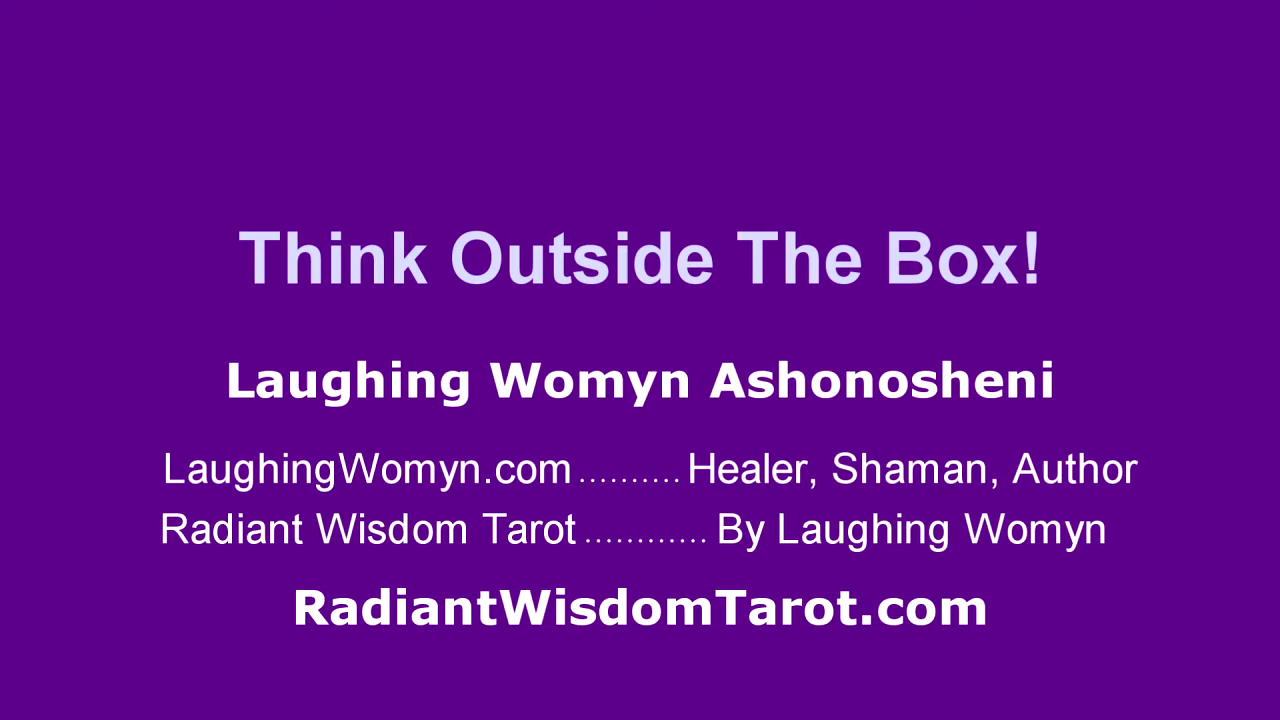 Think Outside The Box!
Laughing Womyn Ashonosheni
LaughingWomyn.com .......... Healer, Shaman, Author
Radiant Wisdom Tarot ............ By Laughing Womyn
RadiantWisdomTarot.com